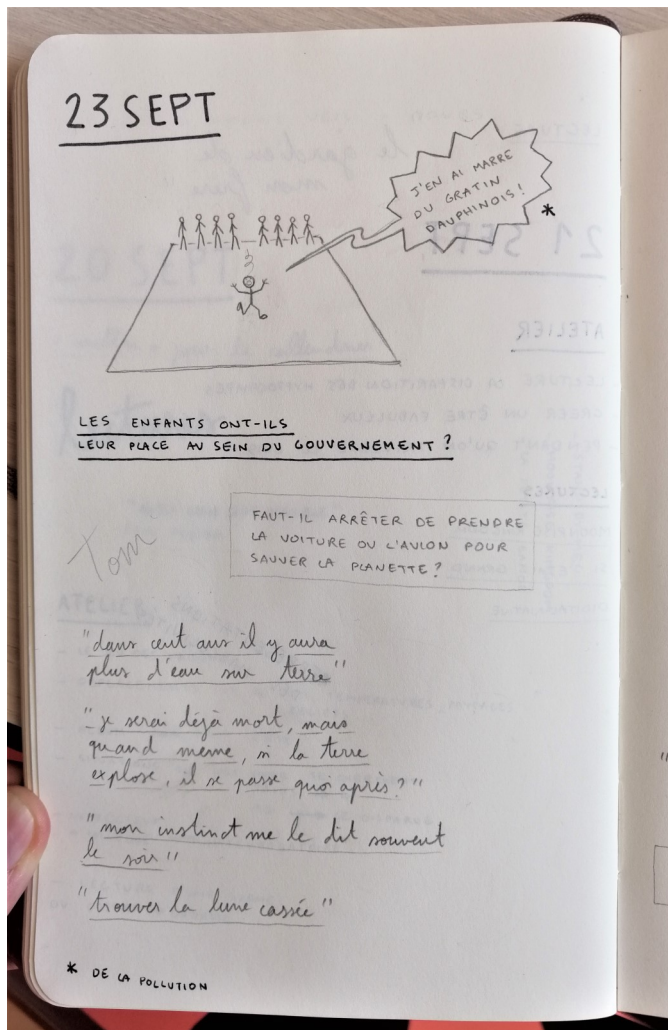 23 SEPT
J'EN AI MARRE
DU GRATIN
DAUPHINOIS! *
LES ENFANTS ONT-ILS
LEUR PLACE AU SEIN DU GOUVERNEMENT?
FAUT-IL ARRÊTER DE PRENDRE
LA VOITURE OU L'AVION POUR
SAUVER LA PLANETTE?
Tom
"dans cent ans il y aura
plus d'eau sur terre"
"je serai déjà mort, mais
quand même, si la terre
explose, il se passe quoi après?"
"mon instinct me le dit souvent
le soir"
"trouver la lune cassée"
* DE LA POLLUTION